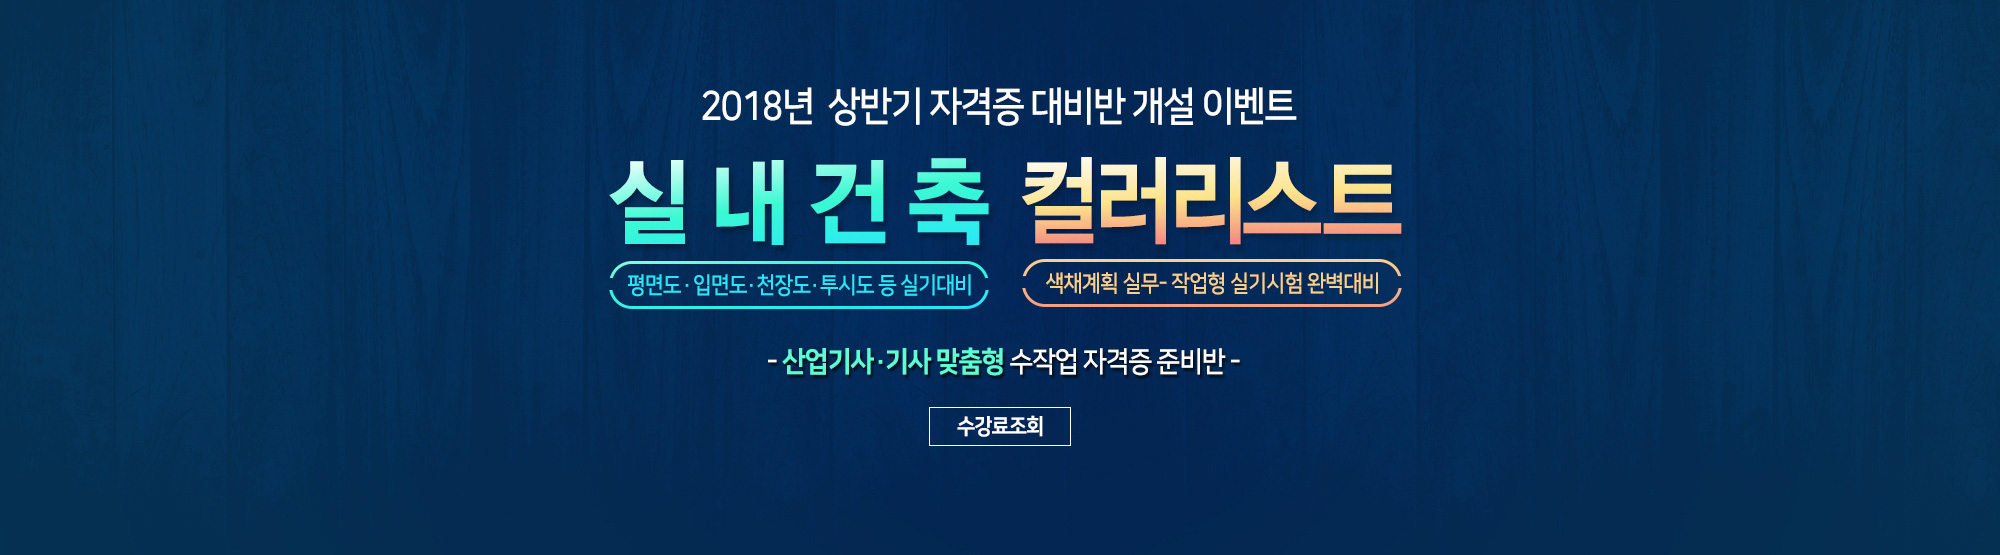 2018년 상반기 자격증 대비반 개설 이벤트
실내건축 컬러리스트
평면도·입면도·천장도·투시도 등 실기대비
색채계획 실무- 작업형 실기시험 완벽대비
- 산업기사·기사 맞춤형 수작업 자격증 준비반 -
수강료조회